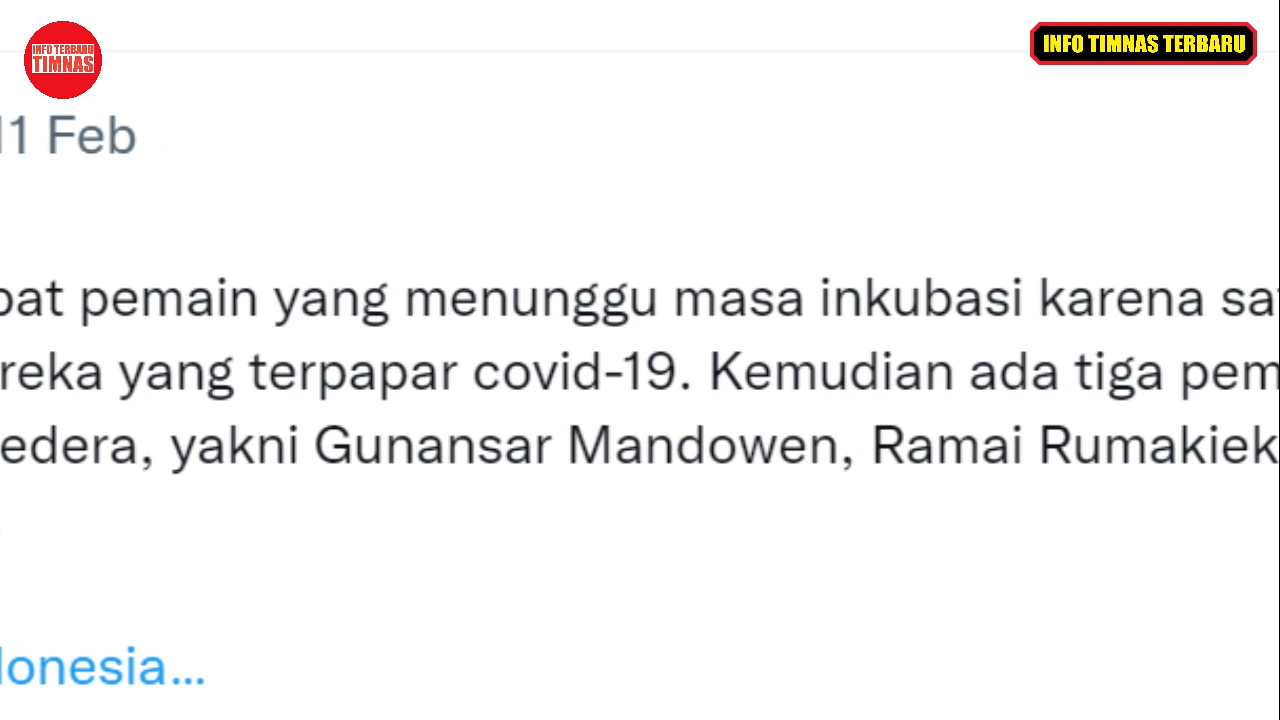 INFO TERBARU
TIMNAS
INFO TIMNAS TERBARU
11 Feb
pat pemain yang menunggu masa inkubasi karena sa
reka yang terpapar covid-19. Kemudian ada tiga pem
edera, yakni Gunansar Mandowen, Ramai Rumakiek
donesia...